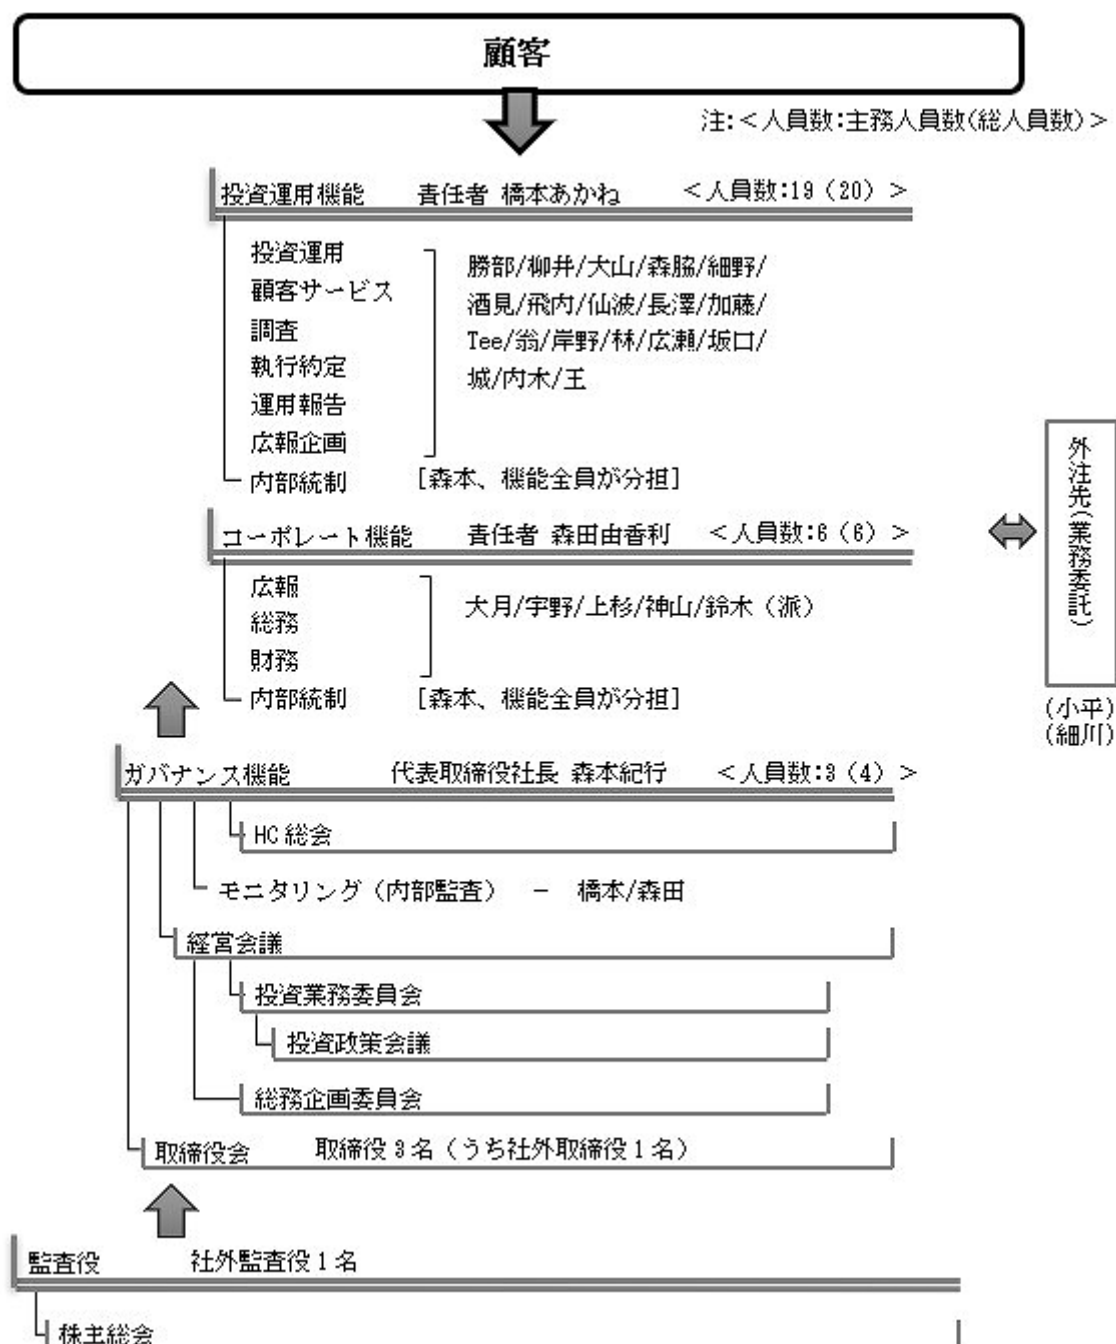 顧客
注:<人員数:主務人員数(総人員数)>
投資運用機能 責任者 橋本あかね <人員数:19(20)>
投資運用
顧客サービス
調査
執行約定
運用報告
広報企画
勝部/柳井/大山/森脇/細野/
酒見/飛内/仙波/長澤/加藤/
Tee/翁/岸野/林/広瀬/坂口/
城/内木/王
内部統制 [森本、機能全員が分担]
コーポレート機能 責任者 森田由香利 <人員数:6(6)>
広報
総務
財務
大月/宇野/上杉/神山/鈴木(派)
内部統制 [森本、機能全員が分担]
外注先(業務委託)
(小平)
(細川)
ガバナンス機能 代表取締役社長 森本紀行 <人員数:3(4)>
HC総会
モニタリング(内部監査) - 橋本/森田
経営会議
投資業務委員会
投資政策会議
総務企画委員会
取締役会 取締役3名(うち社外取締役1名)
監査役 社外監査役1名
株主総会